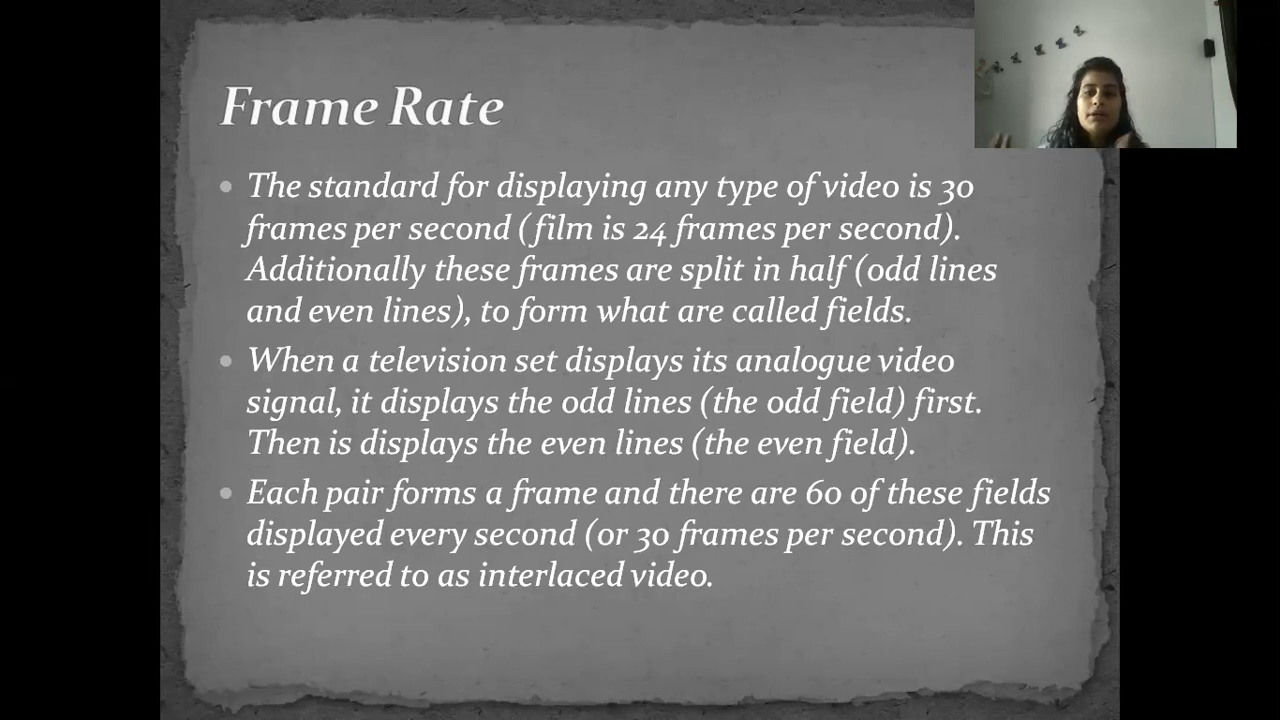 Frame Rate
The standard for displaying any type of video is 30
frames per second (film is 24 frames per second).
Additionally these frames are split in half (odd lines
and even lines), to form what are called fields.
When a television set displays its analogue video
signal, it displays the odd lines (the odd field) first.
Then is displays the even lines (the even field).
Each pair forms a frame and there are 60 of these fields
displayed every second (or 30 frames per second). This
is referred to as interlaced video.